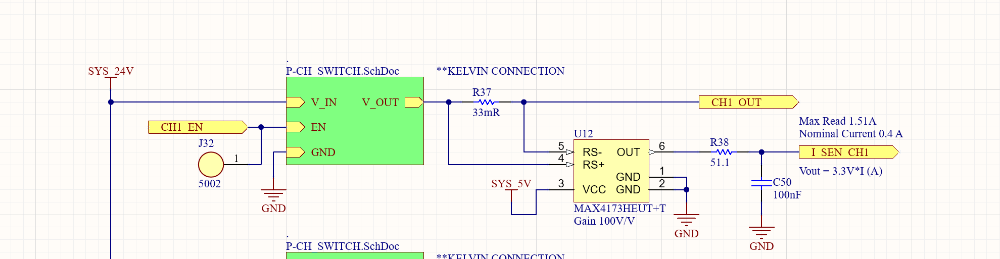 .
P-CH_SWITCH.SchDoc
**KELVIN CONNECTION
SYS_24V
V_IN
V_OUT
R37
33mR
CH1_OUT
CH1_EN
EN
GND
J32
1
5002
GND
Max Read 1.51A
Nominal Current 0.4 A
U12
5
RS-
OUT
6
4
RS+
GND
1
3
VCC
GND
2
SYS_5V
MAX4173HEUT+T
Gain 100V/V
GND
R38
51.1
I_SEN_CH1
Vout = 3.3V*I (A)
C50
100nF
GND
.
P-CH_SWITCH.SchDoc
**KELVIN CONNECTION